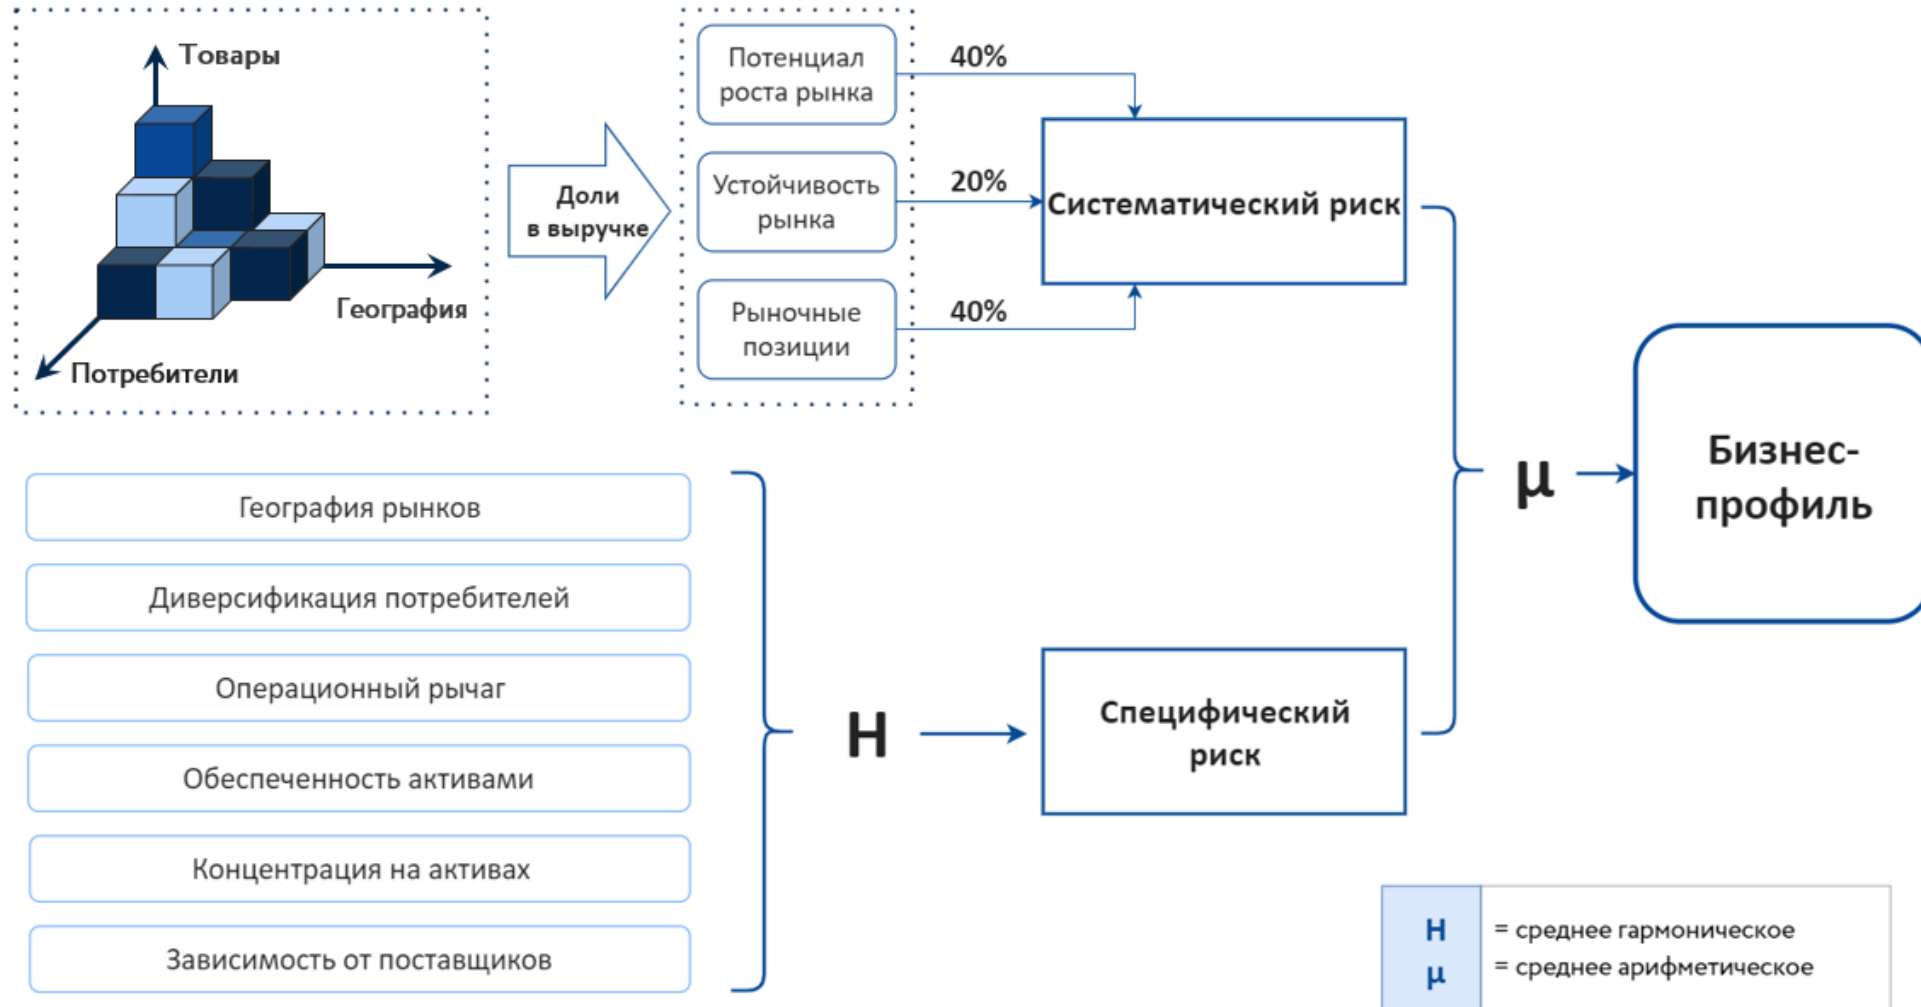 Товары
География
Потребители
Доли
в выручке
Потенциал
роста рынка
40%
Устойчивость
рынка
20%
Рыночные
позиции
40%
Систематический риск
География рынков
Диверсификация потребителей
Операционный рычаг
Обеспеченность активами
Концентрация на активах
Зависимость от поставщиков
H
Специфический
риск
μ
Бизнес-
профиль
H = среднее гармоническое
μ = среднее арифметическое